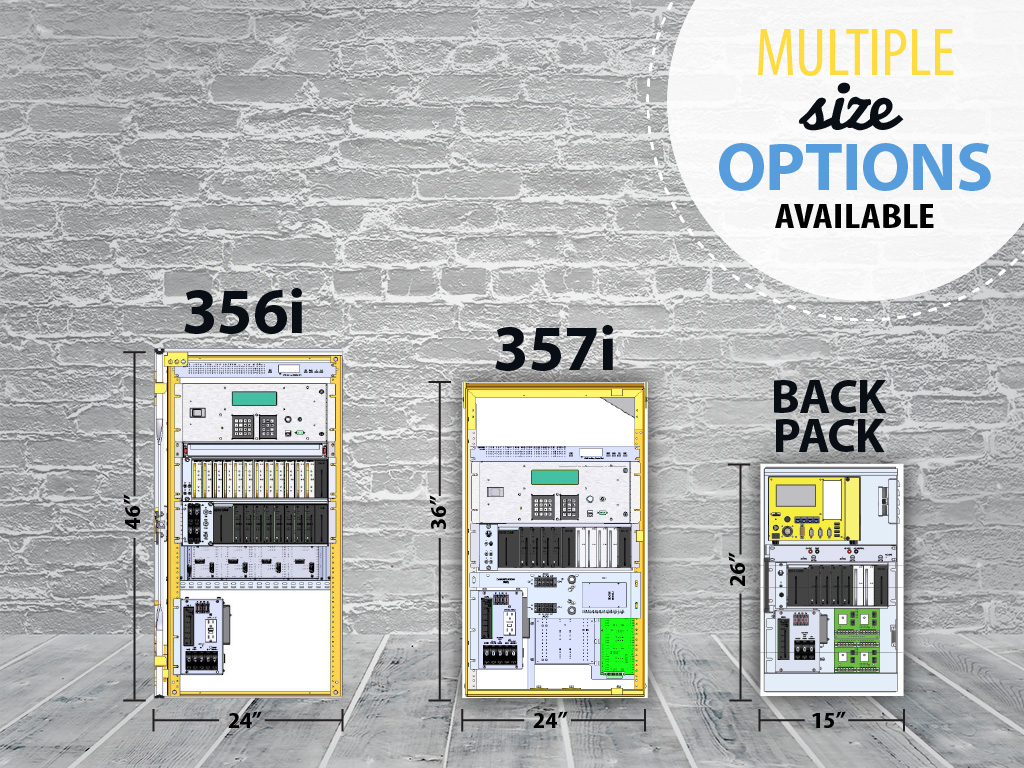 MULTIPLE
size
OPTIONS
AVAILABLE
356i
357i
BACK
PACK
46”
36”
26”
24”
24”
15”